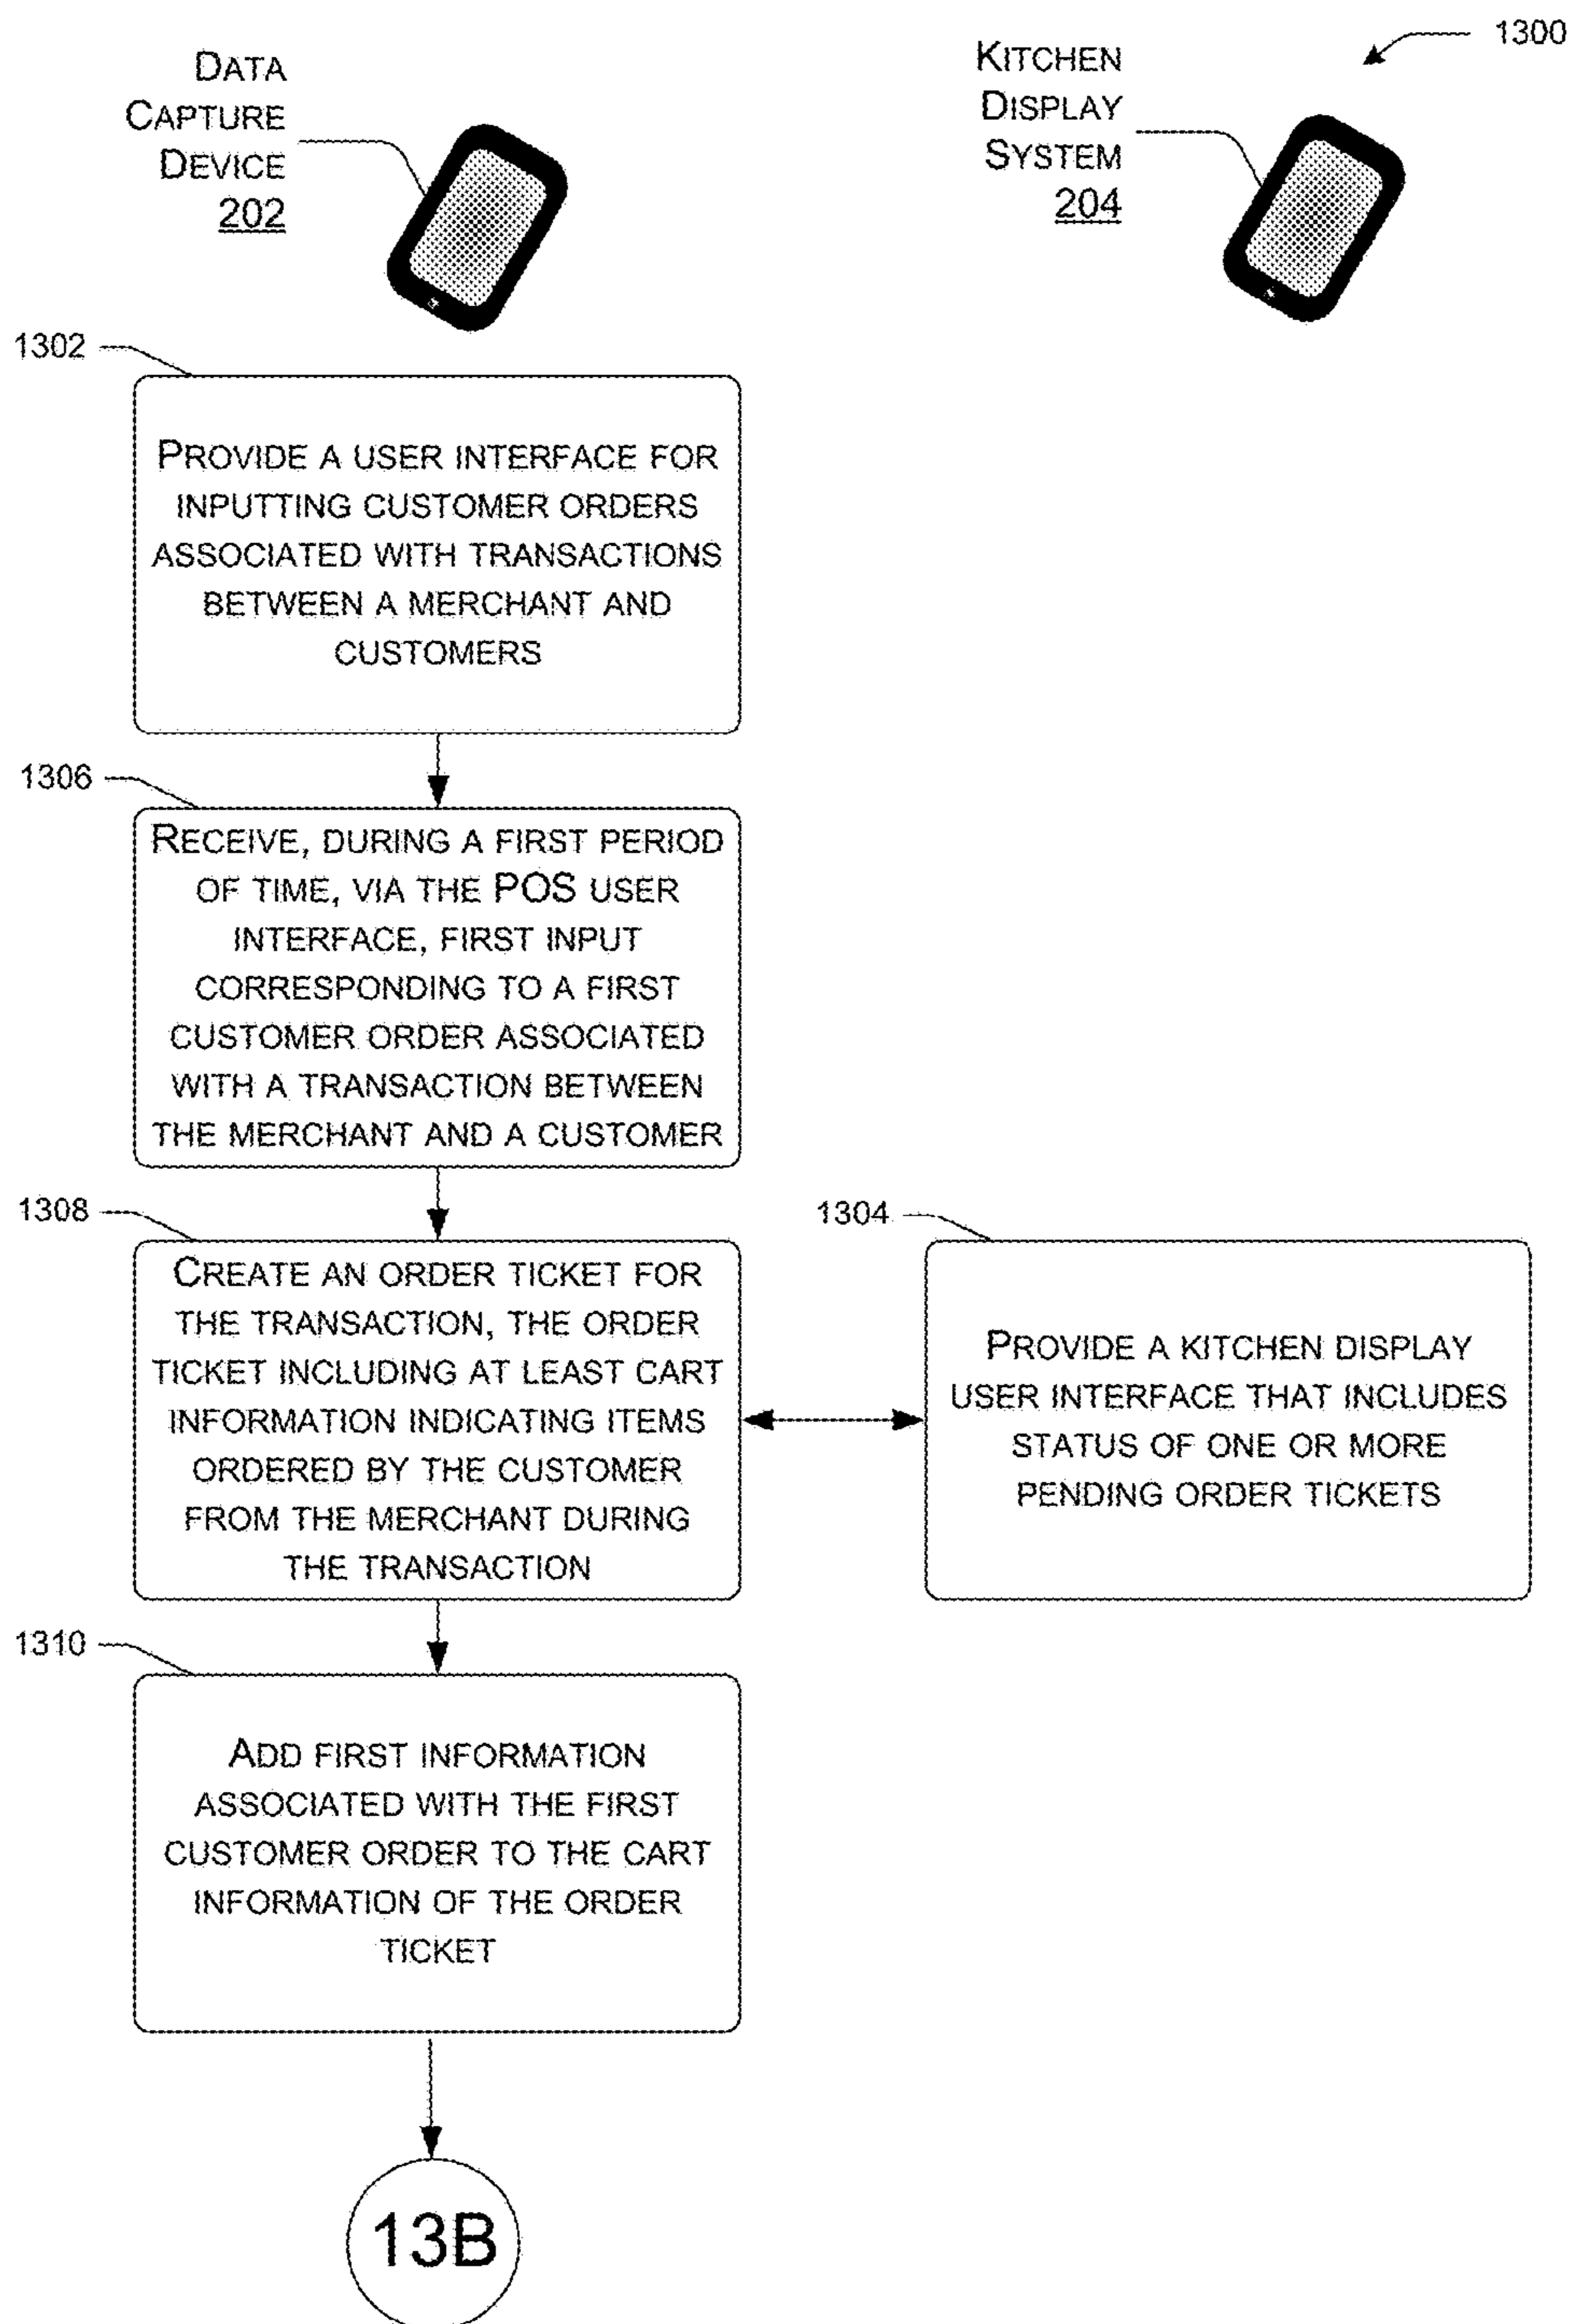 1300
DATA
CAPTURE
DEVICE
202
KITCHEN
DISPLAY
SYSTEM
204
1302
PROVIDE A USER INTERFACE FOR
INPUTTING CUSTOMER ORDERS
ASSOCIATED WITH TRANSACTIONS
BETWEEN A MERCHANT AND
CUSTOMERS
1306
RECEIVE, DURING A FIRST PERIOD
OF TIME, VIA THE POS USER
INTERFACE, FIRST INPUT
CORRESPONDING TO A FIRST
CUSTOMER ORDER ASSOCIATED
WITH A TRANSACTION BETWEEN
THE MERCHANT AND A CUSTOMER
1308
CREATE AN ORDER TICKET FOR
THE TRANSACTION, THE ORDER
TICKET INCLUDING AT LEAST CART
INFORMATION INDICATING ITEMS
ORDERED BY THE CUSTOMER
FROM THE MERCHANT DURING
THE TRANSACTION
1304
PROVIDE A KITCHEN DISPLAY
USER INTERFACE THAT INCLUDES
STATUS OF ONE OR MORE
PENDING ORDER TICKETS
1310
ADD FIRST INFORMATION
ASSOCIATED WITH THE FIRST
CUSTOMER ORDER TO THE CART
INFORMATION OF THE ORDER
TICKET
13B